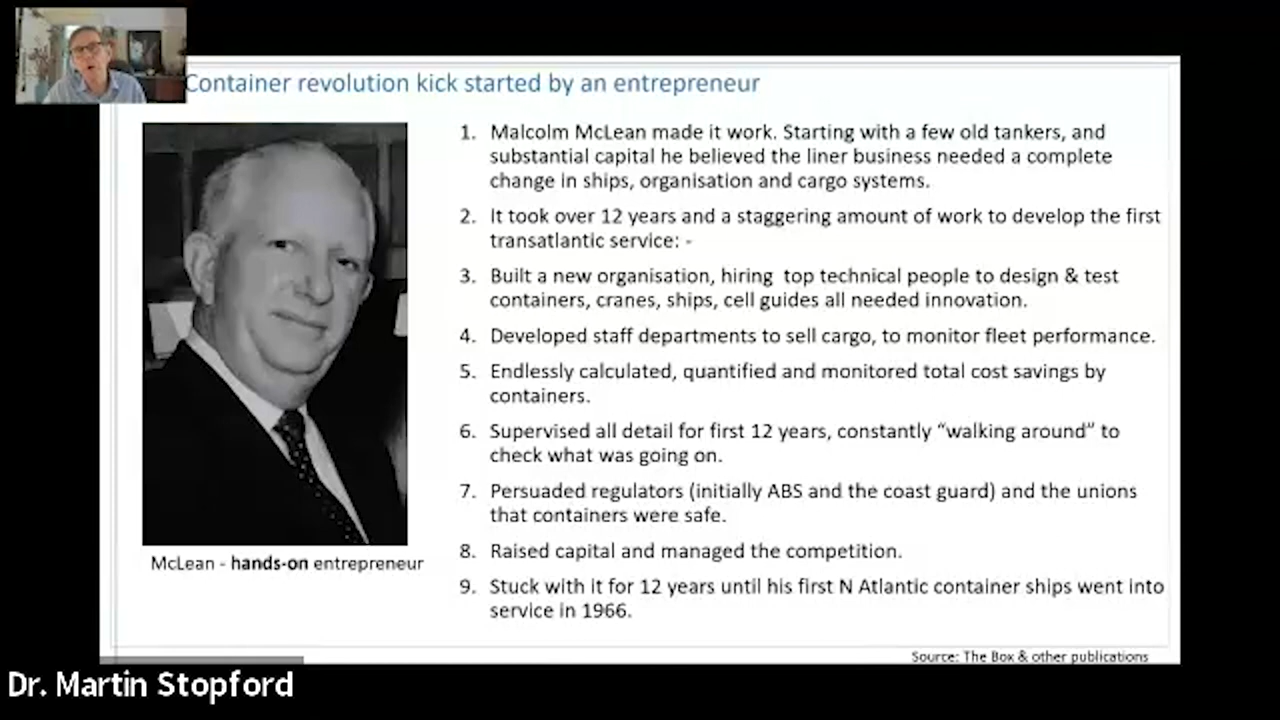 Container revolution kick started by an entrepreneur
1. Malcolm McLean made it work. Starting with a few old tankers, and
substantial capital he believed the liner business needed a complete
change in ships, organisation and cargo systems.
2. It took over 12 years and a staggering amount of work to develop the first
transatlantic service: -
3. Built a new organisation, hiring top technical people to design & test
containers, cranes, ships, cell guides all needed innovation.
4. Developed staff departments to sell cargo, to monitor fleet performance.
5. Endlessly calculated, quantified and monitored total cost savings by
containers.
6. Supervised all detail for first 12 years, constantly “walking around” to
check what was going on.
7. Persuaded regulators (initially ABS and the coast guard) and the unions
that containers were safe.
8. Raised capital and managed the competition.
9. Stuck with it for 12 years until his first N Atlantic container ships went into
service in 1966.
McLean - hands-on entrepreneur
Source: The Box & other publications
Dr. Martin Stopford